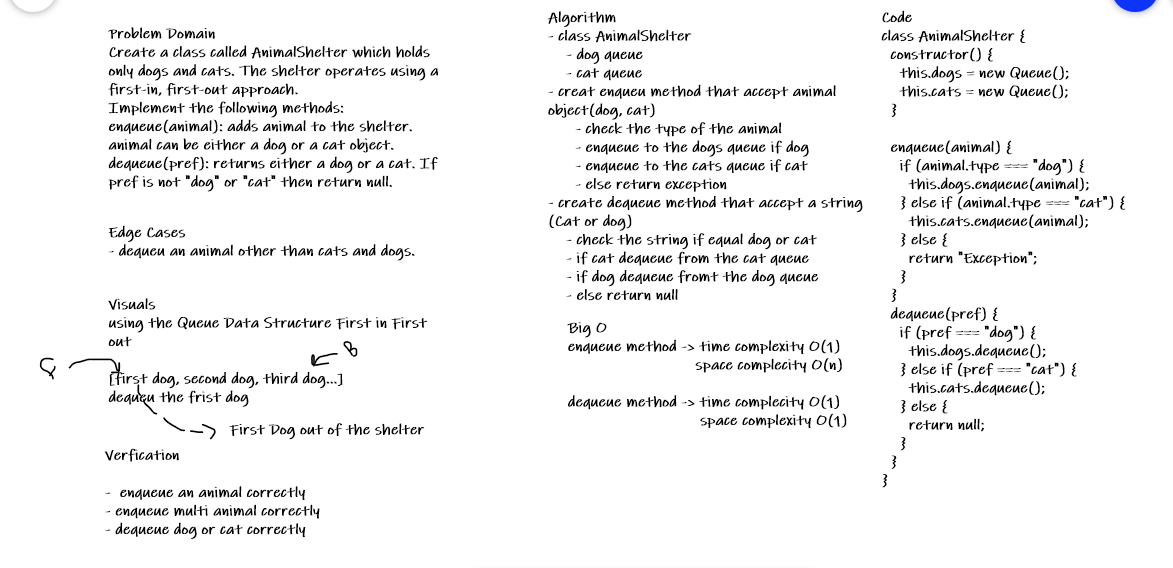 Problem Domain
Create a class called AnimalShelter which holds
only dogs and cats. The shelter operates using a
first-in, first-out approach.
Implement the following methods:
enqueue(animal): adds animal to the shelter.
animal can be either a dog or a cat object.
dequeue(pref): returns either a dog or a cat. If
pref is not "dog" or "cat" then return null.
Edge Cases
- dequeu an animal other than cats and dogs.
Visuals
using the Queue Data Structure First in First
out
B
[first dog, second dog, third dog...]
dequeu the frist dog
First Dog out of the shelter
Verfication
- enqueue an animal correctly
- enqueue multi animal correctly
- dequeue dog or cat correctly
Algorithm
- class AnimalShelter
- dog queue
- cat queue
- creat enqueu method that accept animal
object(dog, cat)
- check the type of the animal
- enqueue to the dogs queue if dog
- enqueue to the cats queue if cat
- else return exception
- create dequeue method that accept a string
(Cat or dog)
- check the string if equal dog or cat
- if cat dequeue from the cat queue
- if dog dequeue fromt the dog queue
- else return null
Big O
enqueue method -> time complexity O(1)
space complecity O(n)
dequeue method -> time complecity O(1)
space complexity O(1)
Code
class AnimalShelter {
constructor() {
this.dogs = new Queue();
this.cats = new Queue();
}
enqueue(animal) {
if (animal.type === "dog") {
this.dogs.enqueue(animal);
} else if (animal.type === "cat") {
this.cats.enqueue(animal);
} else {
return "Exception";
}
}
dequeue(pref) {
if (pref === "dog") {
this.dogs.dequeue();
} else if (pref === "cat") {
this.cats.dequeue();
} else {
return null;
}
}
}